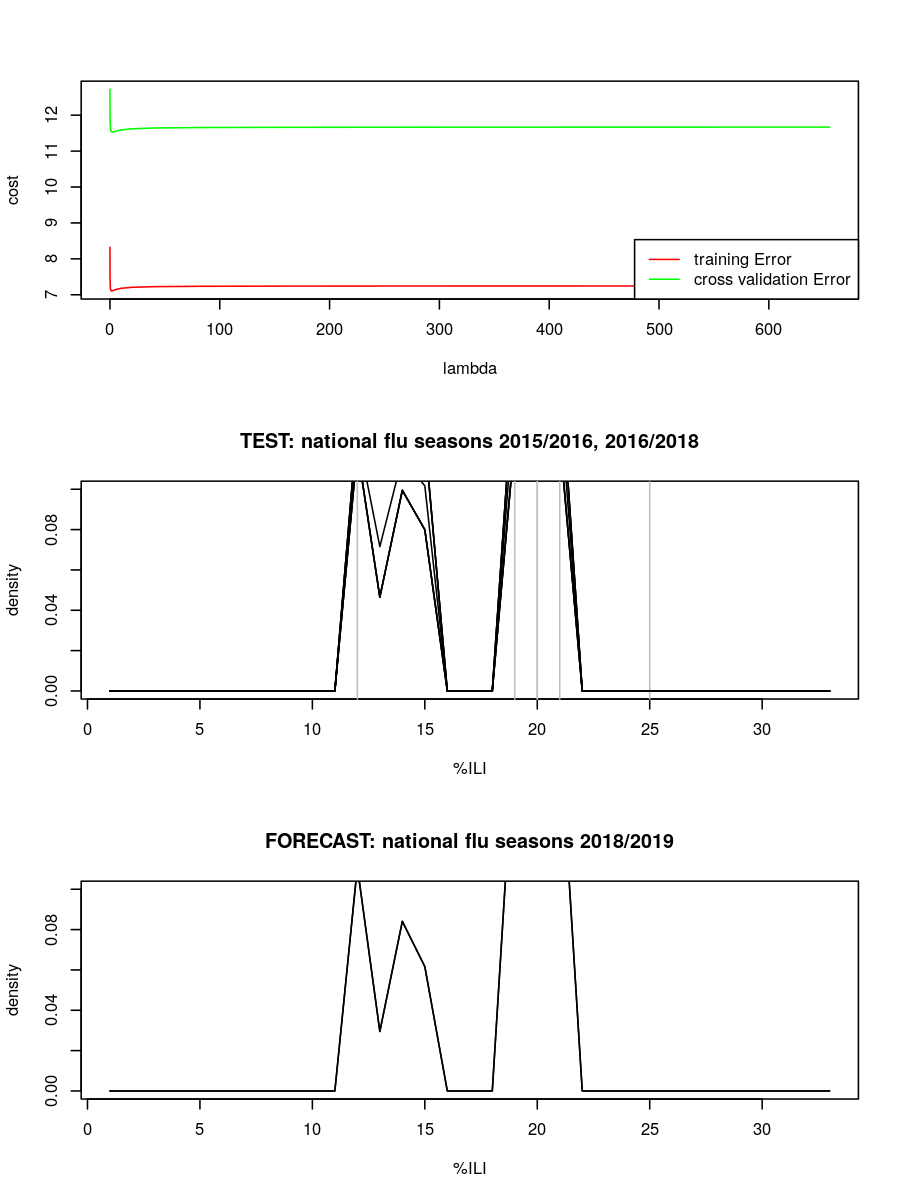 12
11
10
9
8
7
cost
training Error
cross validation Error
0 100 200 300 400 500 600
lambda
TEST: national flu seasons 2015/2016, 2016/2018
0.08
0.04
0.00
density
0 5 10 15 20 25 30
%ILI
FORECAST: national flu seasons 2018/2019
0.08
0.04
0.00
density
0 5 10 15 20 25 30
%ILI